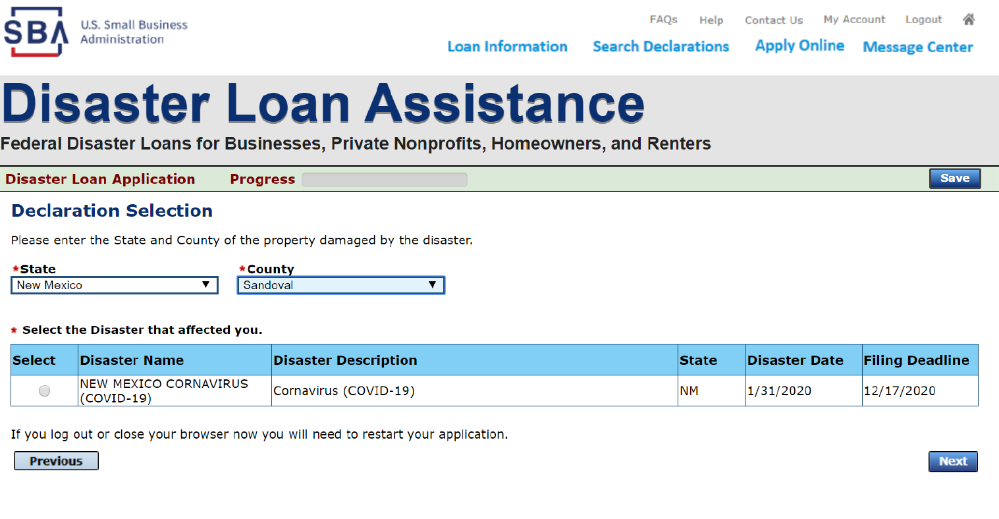 SBA U.S. Small Business
Administration
FAQs Help Contact Us My Account Logout
Loan Information Search Declarations Apply Online Message Center
Disaster Loan Assistance
Federal Disaster Loans for Businesses, Private Nonprofits, Homeowners, and Renters
Disaster Loan Application Progress Save
Declaration Selection
Please enter the State and County of the property damaged by the disaster.
*State *County
New Mexico Sandoval
* Select the Disaster that affected you.
Select Disaster Name Disaster Description State Disaster Date Filing Deadline
NEW MEXICO CORNAVIRUS
(COVID-19) Cornavirus (COVID-19) NM 1/31/2020 12/17/2020
If you log out or close your browser now you will need to restart your application.
Previous Next